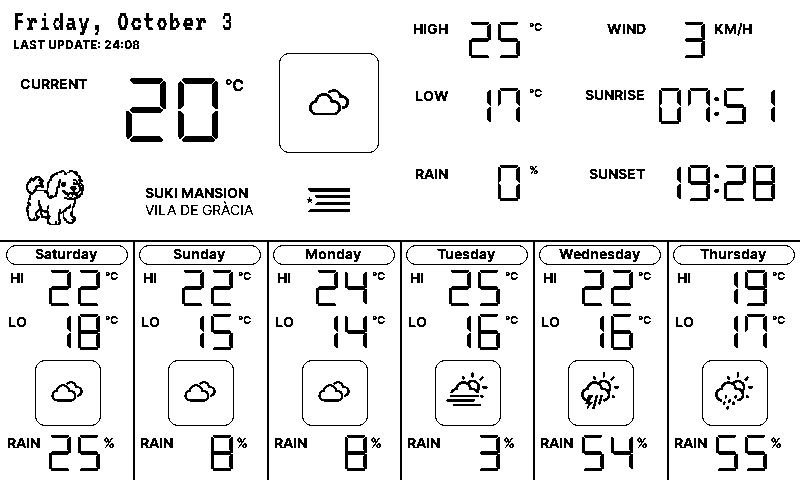 Friday, October 3
LAST UPDATE: 24:08
CURRENT 20 °C
HIGH 25 °C
LOW 17 °C
RAIN 0 %
WIND 3 KM/H
SUNRISE 07:51
SUNSET 19:28
SUKI MANSION
VILA DE GRÀCIA
Saturday
HI 22 °C
LO 18 °C
RAIN 25 %
Sunday
HI 22 °C
LO 15 °C
RAIN 8 %
Monday
HI 24 °C
LO 14 °C
RAIN 8 %
Tuesday
HI 25 °C
LO 16 °C
RAIN 3 %
Wednesday
HI 22 °C
LO 16 °C
RAIN 54 %
Thursday
HI 19 °C
LO 17 °C
RAIN 55 %